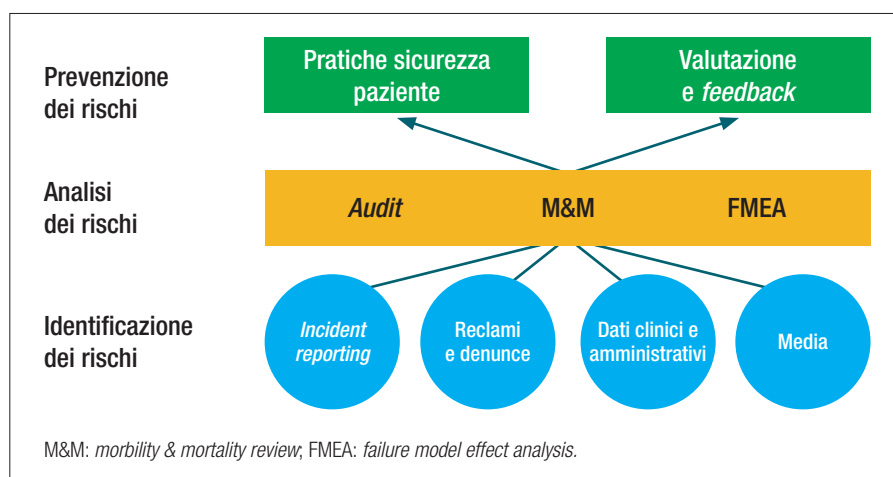 Prevenzione
dei rischi
Pratiche sicurezza
paziente
Valutazione
e feedback
Analisi
dei rischi
Audit
M&M
FMEA
Identificazione
dei rischi
Incident
reporting
Reclami
e denunce
Dati clinici e
amministrativi
Media
M&M: morbility & mortality review; FMEA: failure model effect analysis.